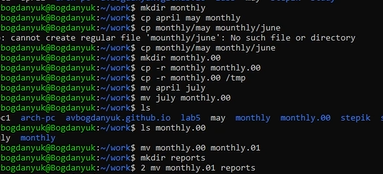 bogdanyuk@Bogdanyuk:~/work$ mkdir monthly
bogdanyuk@Bogdanyuk:~/work$ cp april may monthly
bogdanyuk@Bogdanyuk:~/work$ cp monthly/may mounthly/june
: cannot create regular file 'mounthly/june': No such file or directory
bogdanyuk@Bogdanyuk:~/work$ cp monthly/may monthly/june
bogdanyuk@Bogdanyuk:~/work$ mkdir monthly.00
bogdanyuk@Bogdanyuk:~/work$ cp -r monthly monthly.00
bogdanyuk@Bogdanyuk:~/work$ cp -r monthly.00 /tmp
bogdanyuk@Bogdanyuk:~/work$ mv april july
bogdanyuk@Bogdanyuk:~/work$ mv july monthly.00
bogdanyuk@Bogdanyuk:~/work$ ls
c1 arch-pc avbogdanyuk.github.io lab5 may monthly monthly.00 stepik
bogdanyuk@Bogdanyuk:~/work$ ls monthly.00
ly monthly
bogdanyuk@Bogdanyuk:~/work$ mv monthly.00 monthly.01
bogdanyuk@Bogdanyuk:~/work$ mkdir reports
bogdanyuk@Bogdanyuk:~/work$ 2 mv monthly.01 reports